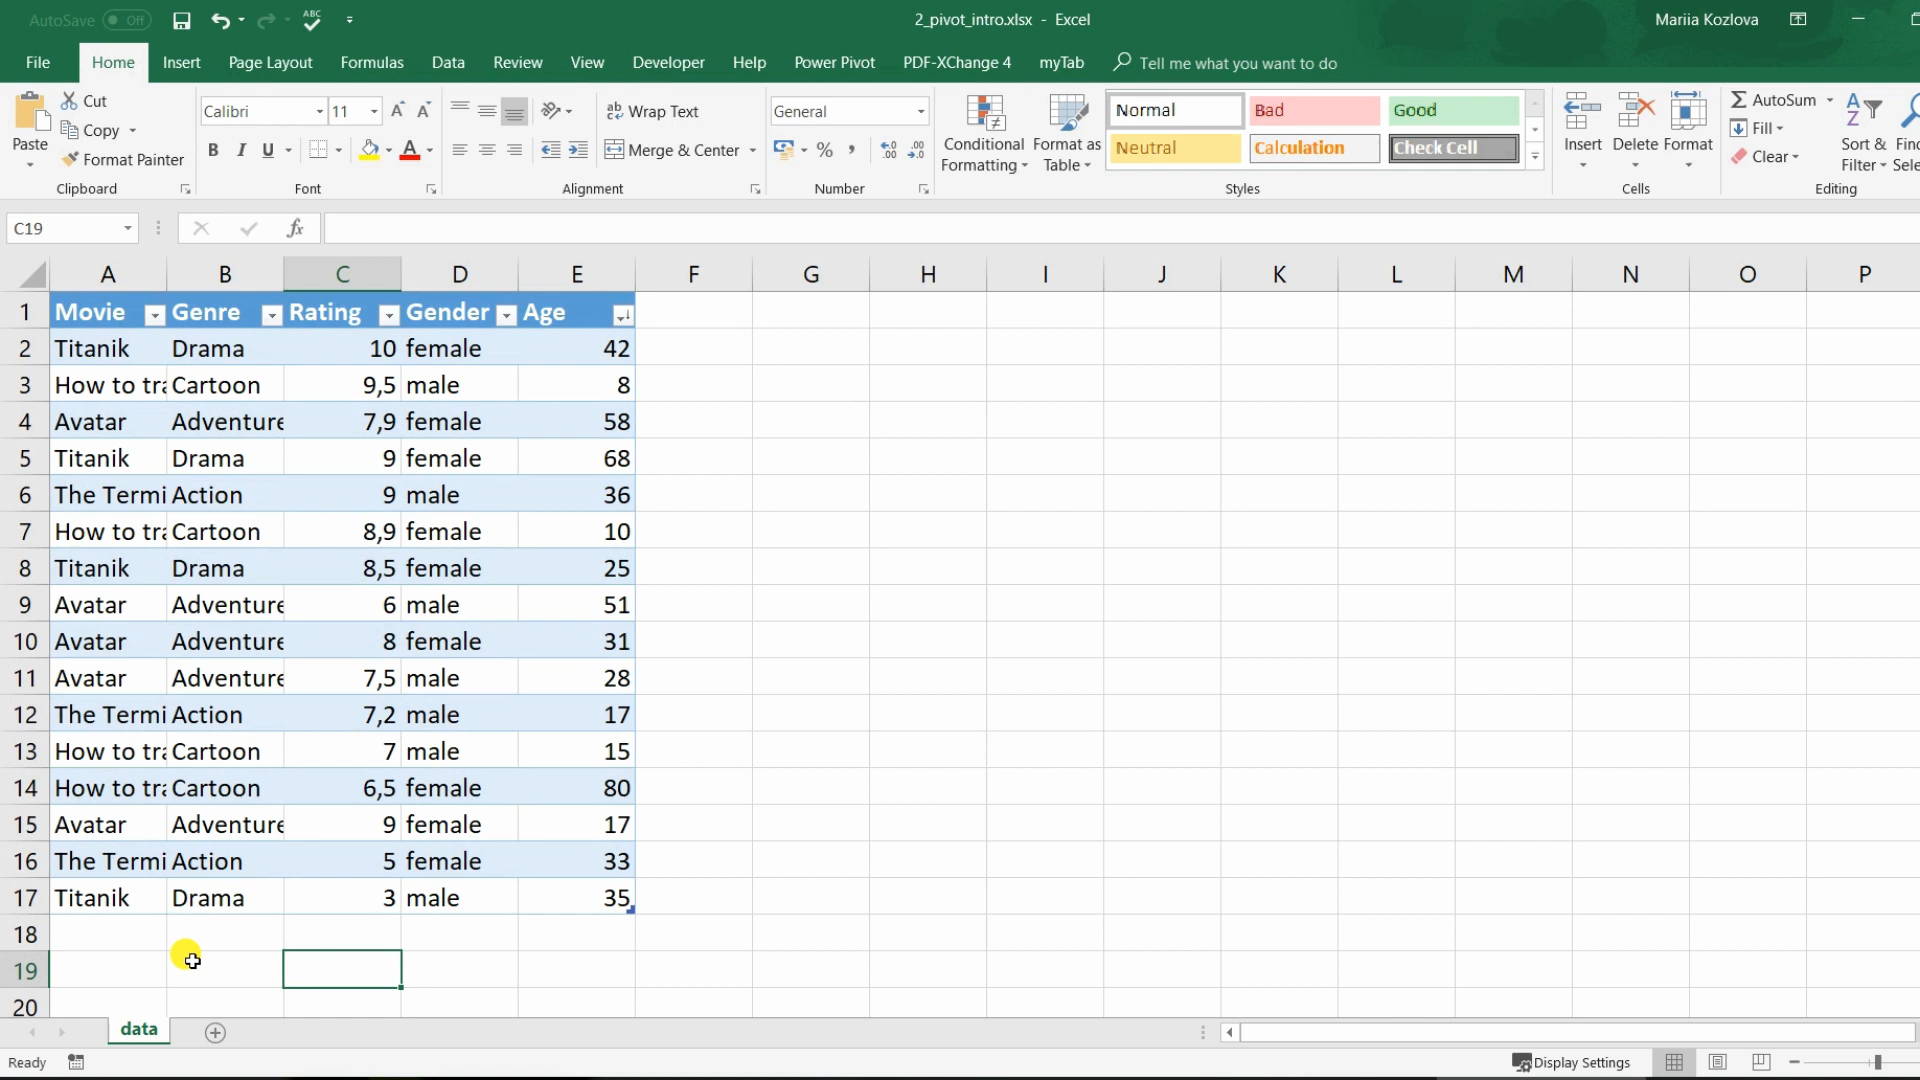 AutoSave Off ABC 2_pivot_intro.xlsx - Excel Mariia Kozlova
File Home Insert Page Layout Formulas Data Review View Developer Help Power Pivot PDF-XChange 4 myTab Tell me what you want to do
Paste Cut Copy Format Painter Clipboard
Calibri 11 A A B I U A Font
ab Wrap Text Merge & Center Alignment
General % , Number
Conditional Formatting Format as Table
Normal Bad Good
Neutral Calculation Check Cell
Styles
Insert Delete Format Cells
AutoSum Fill Clear Sort & Filter Editing
C19 fx
A B C D E F G H I J K L M N O P
1 Movie Genre Rating Gender Age
2 Titanik Drama 10 female 42
3 How to tra Cartoon 9,5 male 8
4 Avatar Adventure 7,9 female 58
5 Titanik Drama 9 female 68
6 The Termi Action 9 male 36
7 How to tra Cartoon 8,9 female 10
8 Titanik Drama 8,5 female 25
9 Avatar Adventure 6 male 51
10 Avatar Adventure 8 female 31
11 Avatar Adventure 7,5 male 28
12 The Termi Action 7,2 male 17
13 How to tra Cartoon 7 male 15
14 How to tra Cartoon 6,5 female 80
15 Avatar Adventure 9 female 17
16 The Termi Action 5 female 33
17 Titanik Drama 3 male 35
18
19
20
data
Ready Display Settings